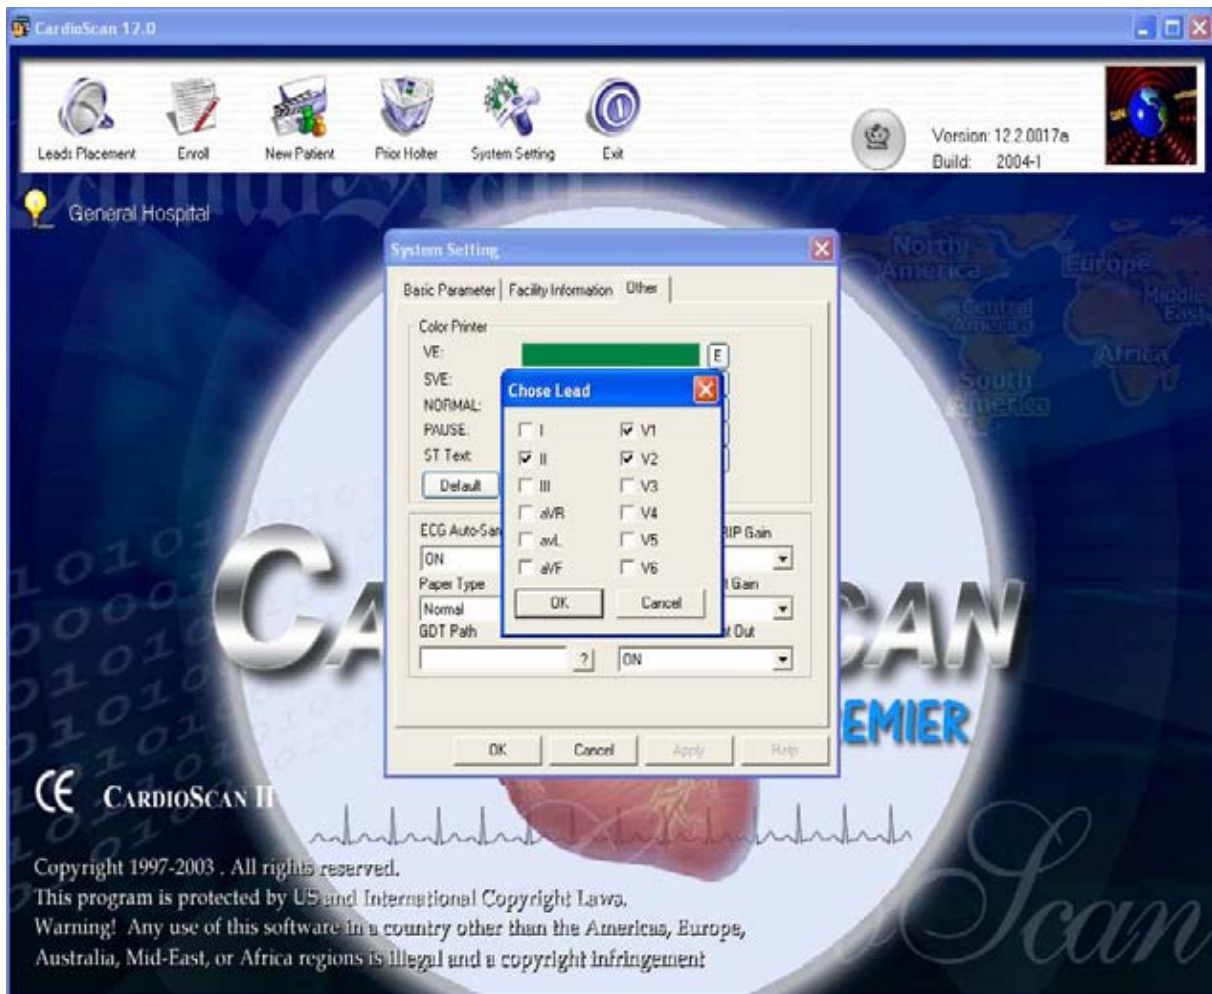 CardioScan 12.0
Leads Placement
Enroll
New Patient
Prior Holter
System Setting
Exit
Version: 12.2.0017a
Build: 2004-1
General Hospital
North America
Europe
Middle East
Central America
Africa
South America
System Setting
Basic Parameter
Facility Information
Other
Color Printer
VE:
E
SVE:
NORMAL:
PAUSE:
ST Text:
Default
Chose Lead
I
V1
II
V2
III
V3
aVR
V4
avL
V5
aVF
V6
OK
Cancel
ECG Auto-San
ON
RIP Gain
Paper Type
t Gain
Normal
GDT Path
nt Out
?
ON
OK
Cancel
Apply
Help
CA
CAN
EMIER
CE
CARDIOSCAN II
Copyright 1997-2003 . All rights reserved.
This program is protected by US and International Copyright Laws.
Warning! Any use of this software in a country other than the Americas, Europe,
Australia, Mid-East, or Africa regions is illegal and a copyright infringement
Scan